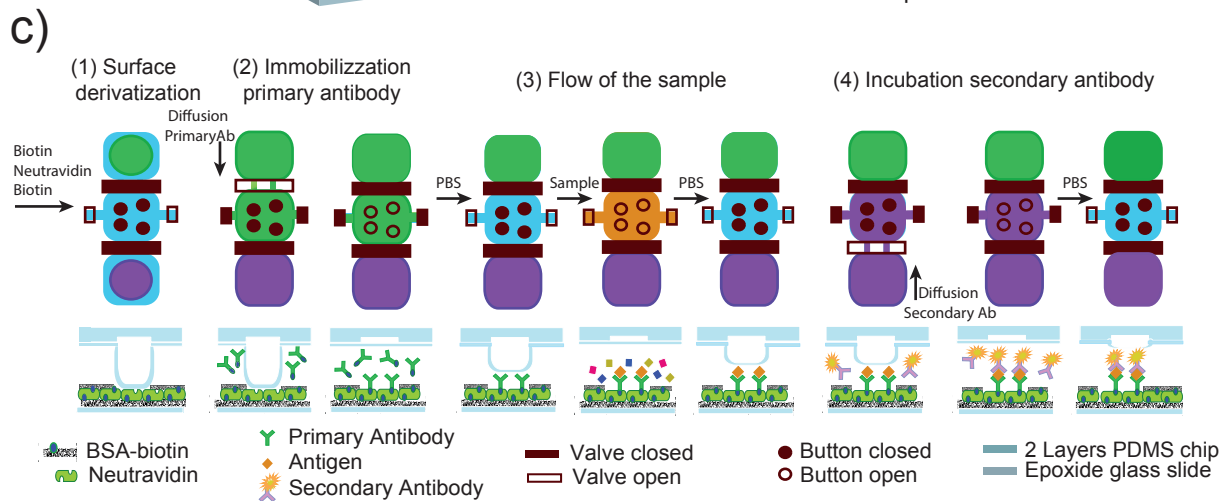 c)
(1) Surface
derivatization
(2) Immobilizzation
primary antibody
(3) Flow of the sample
(4) Incubation secondary antibody
Biotin
Neutravidin
Biotin
Diffusion
PrimaryAb
PBS
Sample
PBS
Diffusion
Secondary Ab
PBS
BSA-biotin
Neutravidin
Primary Antibody
Antigen
Secondary Antibody
Valve closed
Valve open
Button closed
Button open
2 Layers PDMS chip
Epoxide glass slide